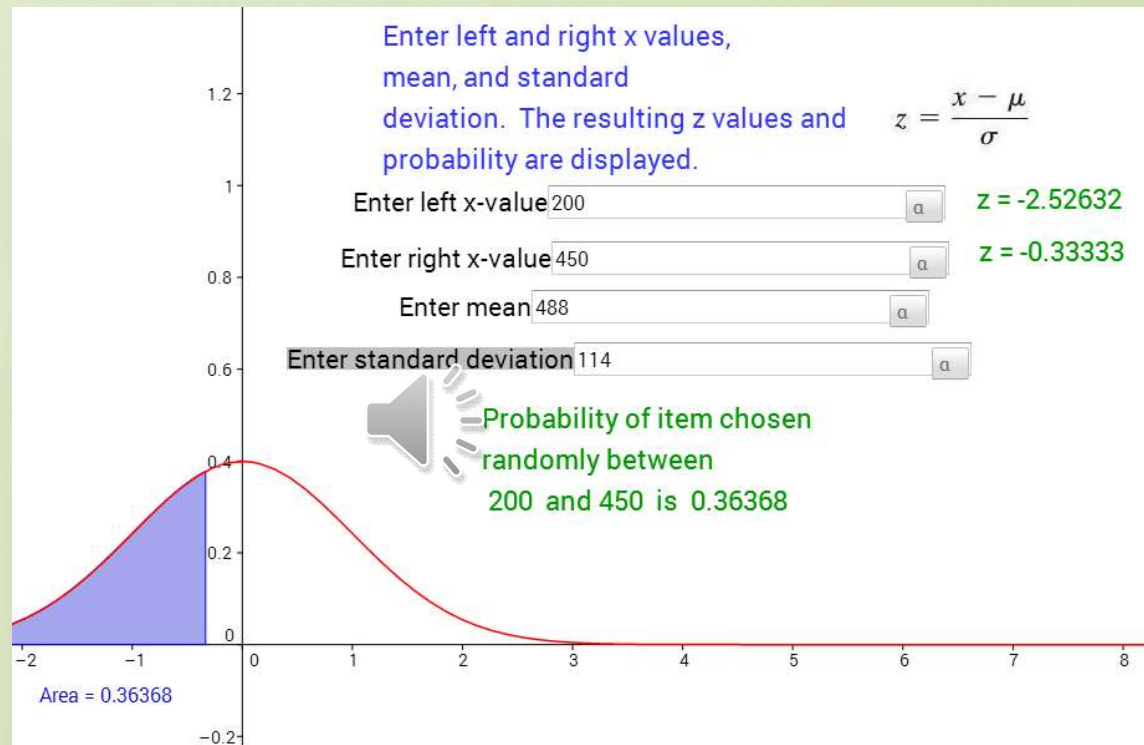 Enter left and right x values,
mean, and standard
deviation. The resulting z values and
probability are displayed.
z = x − μ / σ
Enter left x-value 200 α
z = -2.52632
Enter right x-value 450 α
z = -0.33333
Enter mean 488 α
Enter standard deviation 114 α
Probability of item chosen
randomly between
200 and 450 is 0.36368
1.2
1
0.8
0.6
0.4
0.2
0
−2 −1 0 1 2 3 4 5 6 7 8
Area = 0.36368
−0.2